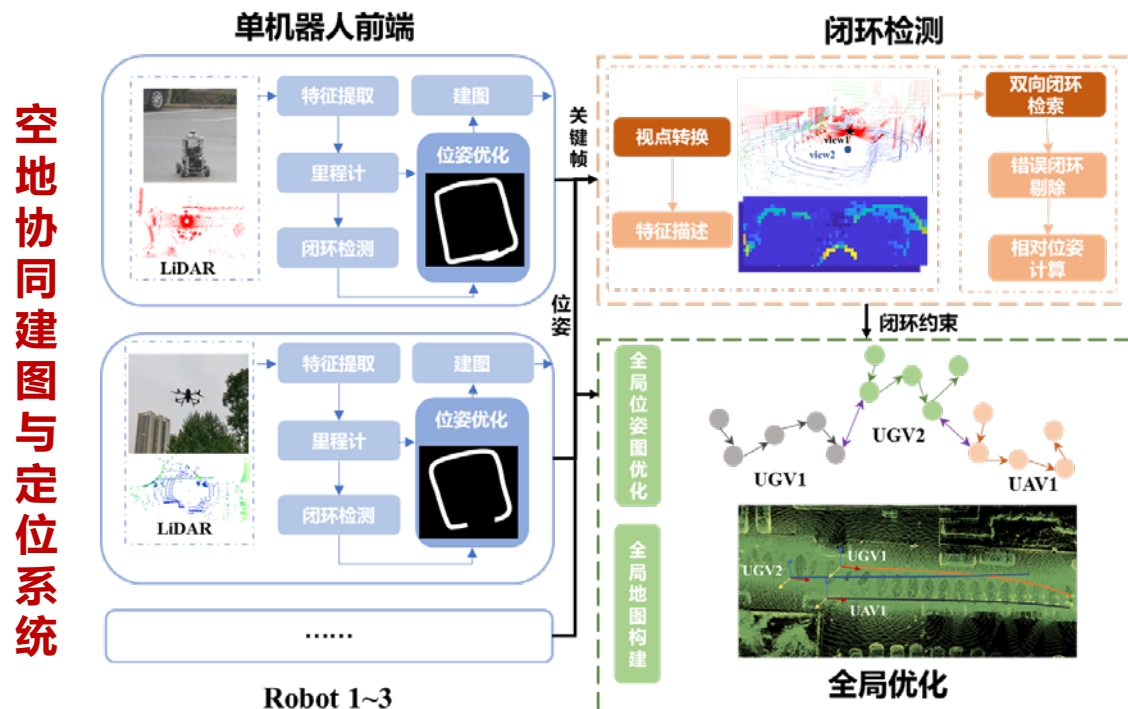 空地协同建图与定位系统
单机器人前端
特征提取
建图
里程计
位姿优化
闭环检测
LiDAR
特征提取
建图
里程计
位姿优化
闭环检测
LiDAR
……
Robot 1~3
关键帧
位姿
闭环检测
视点转换
特征描述
view1
view2
双向闭环
检索
错误闭环
剔除
相对位姿
计算
闭环约束
全局位姿图优化
UGV1
UGV2
UAV1
全局地图构建
UGV1
UGV2
UAV1
全局优化